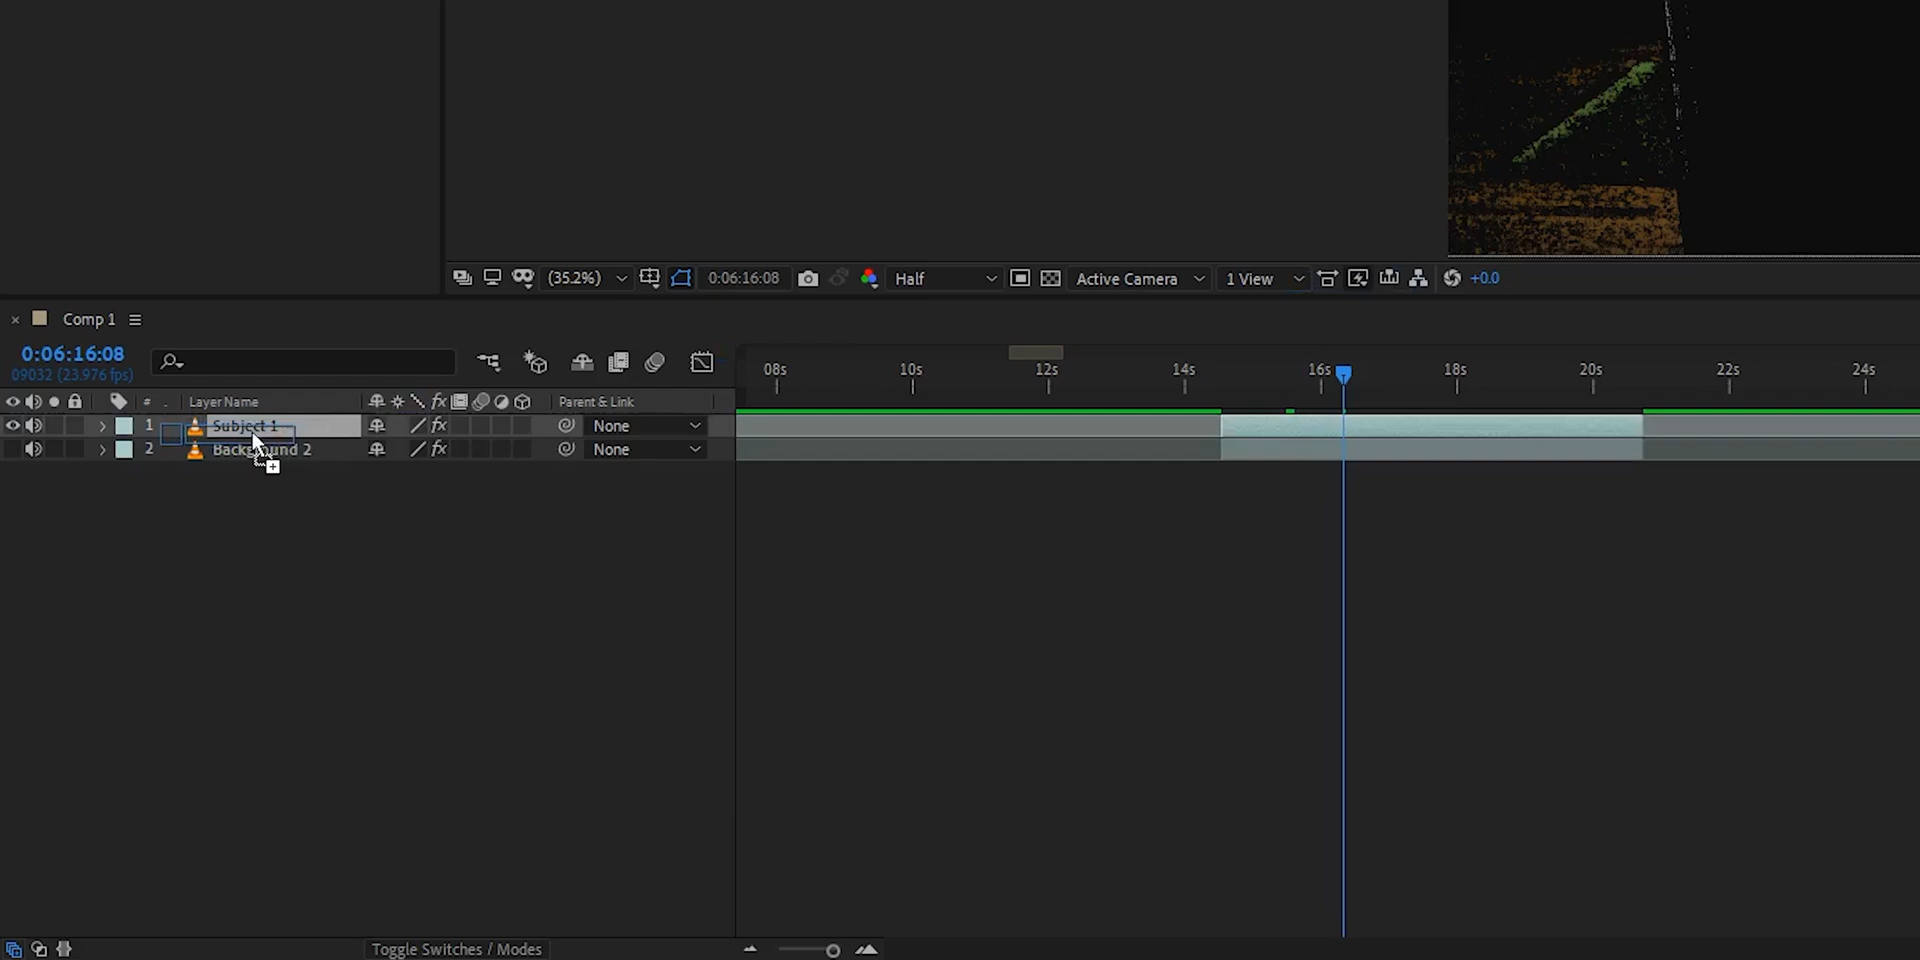 (35.2%) 0:06:16:08 Half Active Camera 1 View +0.0
Comp 1
0:06:16:08
09032 (23.976 fps)
08s 10s 12s 14s 16s 18s 20s 22s 24s
# Layer Name fx Parent & Link
1 Subject 1 fx None
2 Background 2 fx None
Toggle Switches / Modes